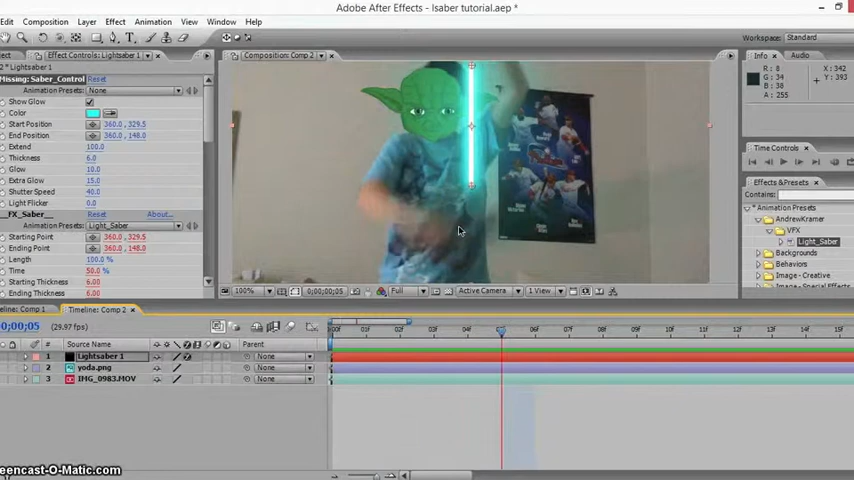 Adobe After Effects - lsaber tutorial.aep *
Edit Composition Layer Effect Animation View Window Help
Workspace: Standard
Effect Controls: Lightsaber 1
Composition: Comp 2
Info Audio
2 * Lightsaber 1
Missing: Saber_Control Reset
Animation Presets: None
Show Glow
Color
Start Position 360.0, 329.5
End Position 360.0, 148.0
Extend 100.0
Thickness 6.0
Glow 10.0
Extra Glow 15.0
Shutter Speed 40.0
Light Flicker 0.0
__FX_Saber__ Reset About...
Animation Presets: Light_Saber
Starting Point 360.0, 329.5
Ending Point 360.0, 148.0
Length 100.0 %
Time 50.0 %
Starting Thickness 6.00
Ending Thickness 6.00
R: 8
G: 34
B: 42
A: 255
X: 342
Y: 393
Time Controls
Effects & Presets
Contains:
* Animation Presets
AndrewKramer
VFX
Light_Saber
Backgrounds
Behaviors
Image - Creative
Image - Special Effects
100% 0;00;00;05 Full Active Camera 1 View
Timeline: Comp 1 Timeline: Comp 2
0;00;00;05 (29.97 fps)
# Source Name Parent
1 Lightsaber 1 None
2 yoda.png None
3 IMG_0983.MOV None
:00f 01f 02f 03f 04f 05f 06f 07f 08f 09f 10f 11f 12f 13f 14f 15f
Screencast-O-Matic.com